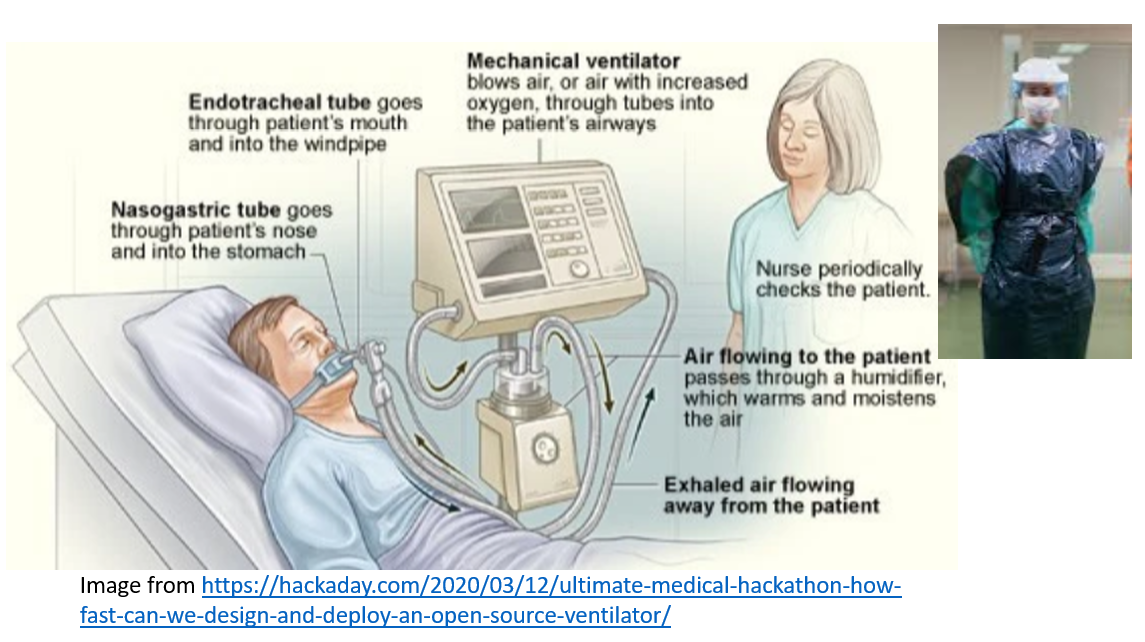 Mechanical ventilator
blows air, or air with increased
oxygen, through tubes into
the patient's airways
Endotracheal tube goes
through patient's mouth
and into the windpipe
Nasogastric tube goes
through patient's nose
and into the stomach
Nurse periodically
checks the patient.
Air flowing to the patient
passes through a humidifier,
which warms and moistens
the air
Exhaled air flowing
away from the patient
Image from https://hackaday.com/2020/03/12/ultimate-medical-hackathon-how-
fast-can-we-design-and-deploy-an-open-source-ventilator/